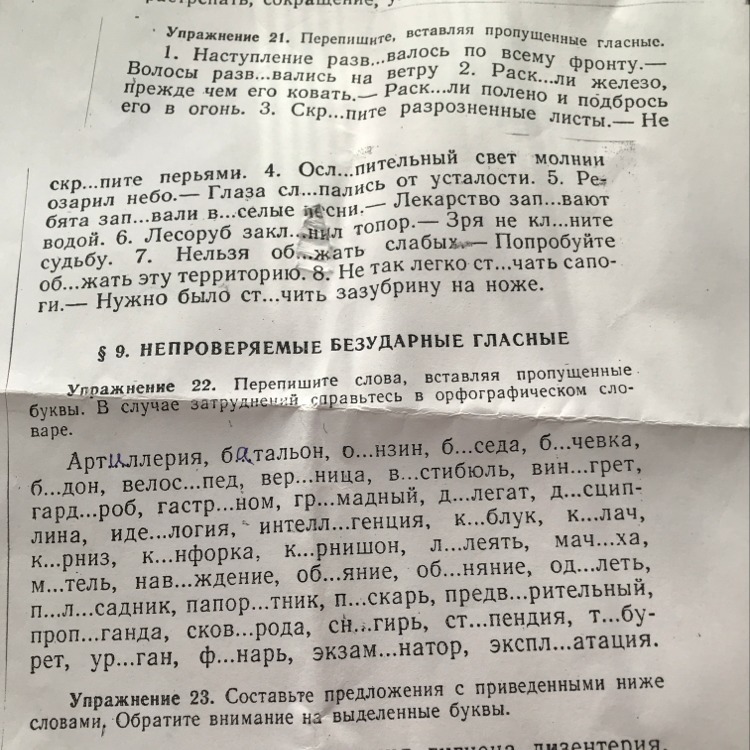 сокращение, у
Упражнение 21. Перепишите, вставляя пропущенные гласные.
1. Наступление разв...валось по всему фронту.—
Волосы разв...вались на ветру 2. Раск...ли железо,
прежде чем его ковать.— Раск...ли полено и подбрось
его в огонь. 3. Скр...пите разрозненные листы.— Не
скр...пите перьями. 4. Осл...пительный свет молнии
озарил небо.— Глаза сл...пались от усталости. 5. Ре-
бята зап...вали в...селые песни.— Лекарство зап...вают
водой. 6. Лесоруб закл...нил топор.— Зря не кл...ните
судьбу. 7. Нельзя об...жать слабых.— Попробуйте
об...жать эту территорию. 8. Не так легко ст...чать сапо-
ги.— Нужно было ст...чить зазубрину на ноже.
§ 9. НЕПРОВЕРЯЕМЫЕ БЕЗУДАРНЫЕ ГЛАСНЫЕ
Упражнение 22. Перепишите слова, вставляя пропущенные
буквы. В случае затруднений справьтесь в орфографическом сло-
варе.
Артиллерия, батальон, о...нзин, б...седа, б...чевка,
б...дон, велос...пед, вер...ница, в...стибюль, вин...грет,
гард...роб, гастр...ном, гр...мадный, д...легат, д...сцип-
лина, иде...логия, интелл...генция, к...блук, к...лач,
к...рниз, к...нфорка, к...рнишон, л...леять, мач...ха,
м...тель, нав...ждение, об...яние, об...няние, од...леть,
п...л...садник, папор...тник, п...скарь, предв...рительный,
проп...ганда, сков...рода, сн...гирь, ст...пендия, т...бу-
рет, ур...ган, ф...нарь, экзам...натор, экспл...атация.
Упражнение 23. Составьте предложения с приведенными ниже
словами. Обратите внимание на выделенные буквы.
дизентерия,